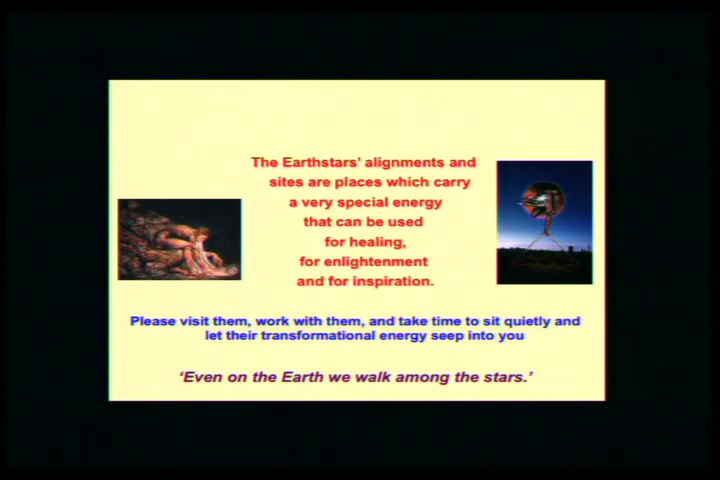 The Earthstars’ alignments and
sites are places which carry
a very special energy
that can be used
for healing,
for enlightenment
and for inspiration.
Please visit them, work with them, and take time to sit quietly and
let their transformational energy seep into you
‘Even on the Earth we walk among the stars.’